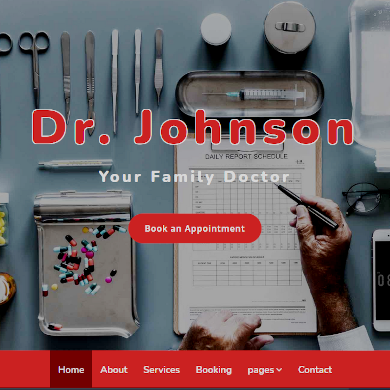 DAILY REPORT SCHEDULE
Dr. Johnson
Your Family Doctor
Book an Appointment
Home About Services Booking pages Contact